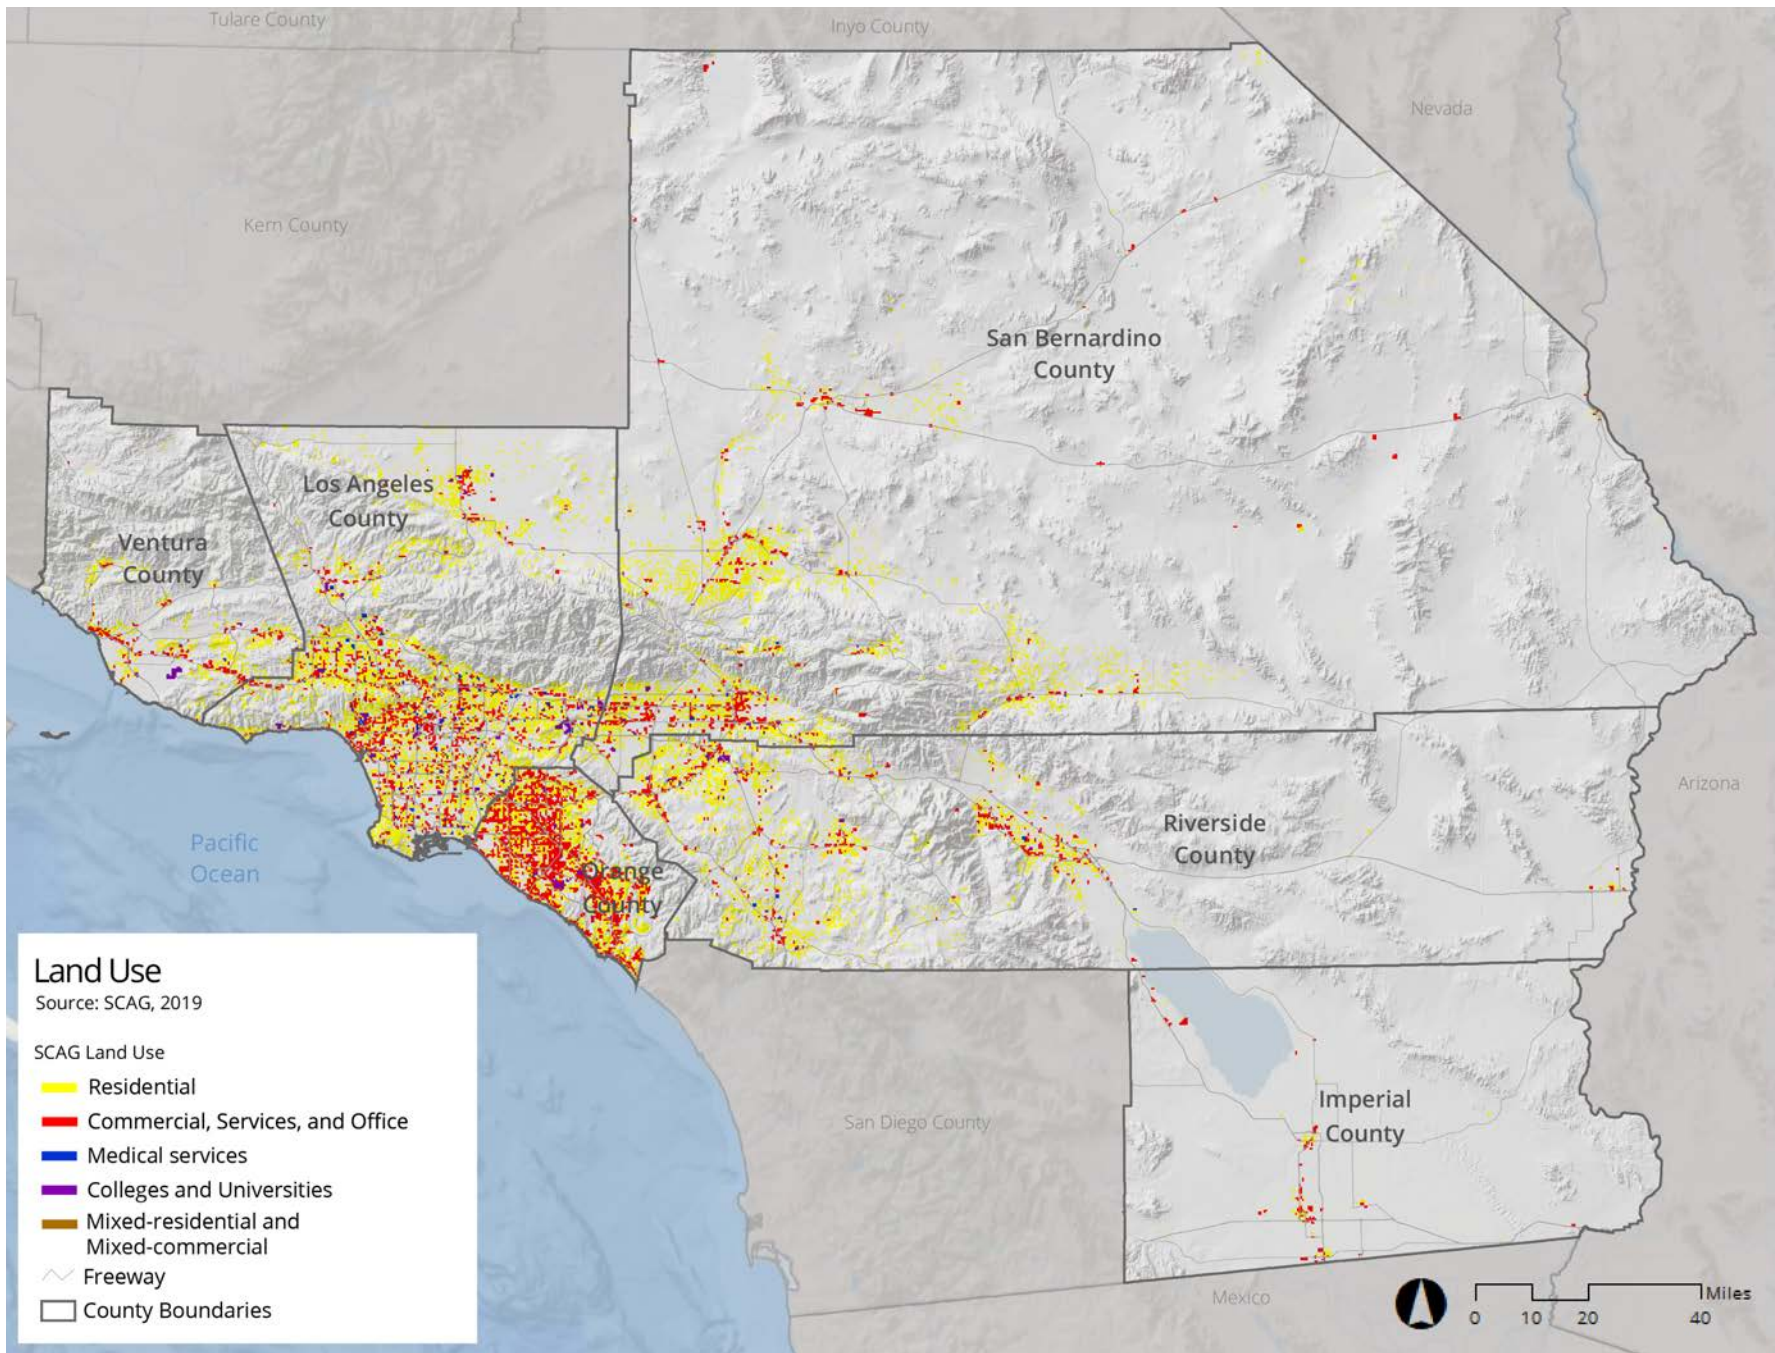 Tulare County
Inyo County
Nevada
Kern County
San Bernardino
County
Los Angeles
County
Ventura
County
Arizona
Riverside
County
Pacific
Ocean
Orange
County
San Diego County
Imperial
County
Mexico
Land Use
Source: SCAG, 2019
SCAG Land Use
Residential
Commercial, Services, and Office
Medical services
Colleges and Universities
Mixed-residential and
Mixed-commercial
Freeway
County Boundaries
Miles
0 10 20 40